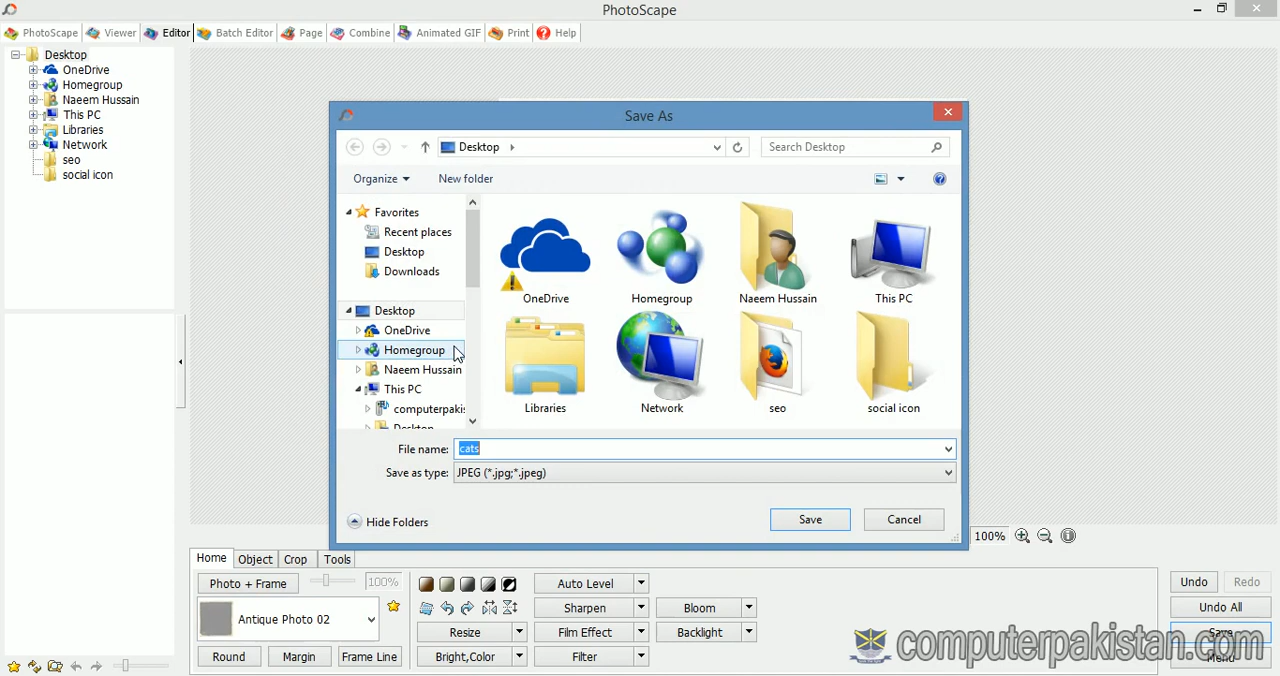 PhotoScape
PhotoScape Viewer Editor Batch Editor Page Combine Animated GIF Print Help
Desktop
OneDrive
Homegroup
Naeem Hussain
This PC
Libraries
Network
seo
social icon
Save As
Desktop
Search Desktop
Organize New folder
Favorites
Recent places
Desktop
Downloads
Desktop
OneDrive
Homegroup
Naeem Hussain
This PC
computerpakis
Desktop
OneDrive Homegroup Naeem Hussain This PC
Libraries Network seo social icon
File name: cats
Save as type: JPEG (*.jpg;*.jpeg)
Hide Folders Save Cancel
100%
Home Object Crop Tools
Photo + Frame 100% Auto Level Undo Redo
Antique Photo 02 Sharpen Bloom Undo All
Resize Film Effect Backlight Save
Round Margin Frame Line Bright,Color Filter Menu
computerpakistan.com